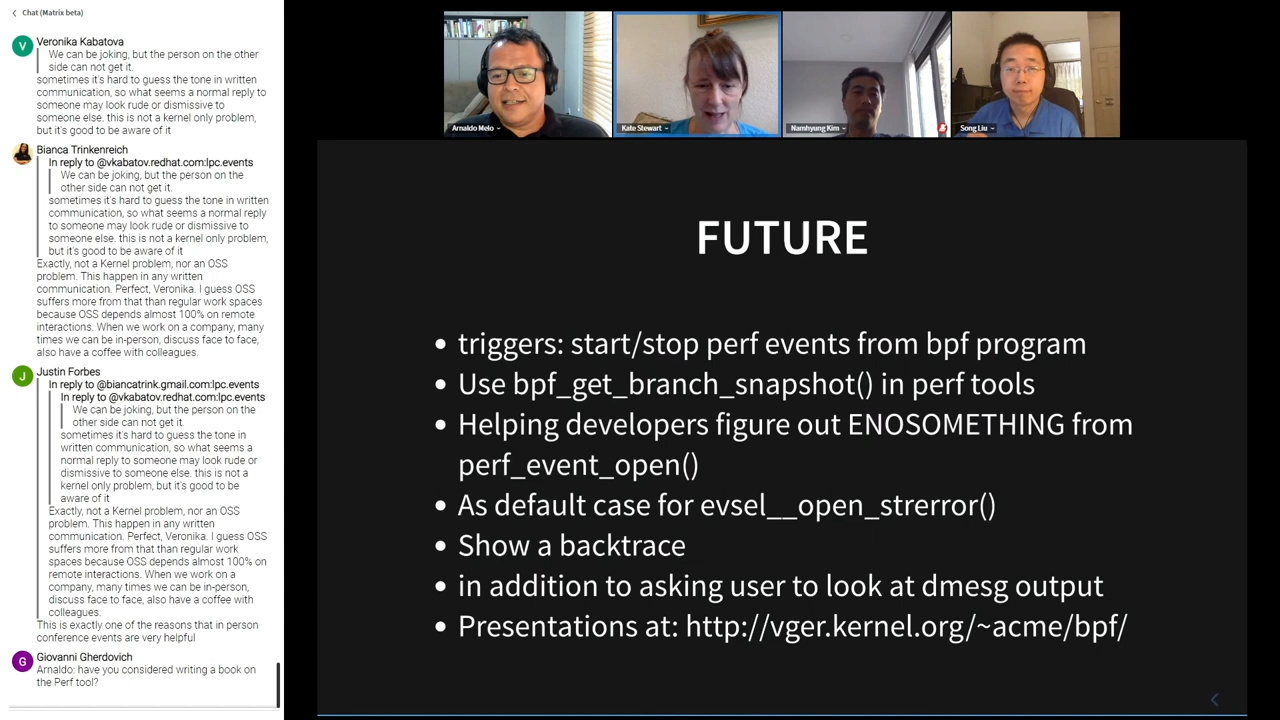 Chat (Matrix beta)
V
Veronika Kabatova
We can be joking, but the person on the other
side can not get it.
sometimes it's hard to guess the tone in written
communication, so what seems a normal reply to
someone may look rude or dismissive to
someone else. this is not a kernel only problem,
but it's good to be aware of it
Bianca Trinkenreich
In reply to @vkabatov.redhat.com:lpc.events
We can be joking, but the person on the
other side can not get it.
sometimes it's hard to guess the tone in written
communication, so what seems a normal reply
to someone may look rude or dismissive to
someone else. this is not a kernel only problem,
but it's good to be aware of it
Exactly, not a Kernel problem, nor an OSS
problem. This happen in any written
communication. Perfect, Veronika. I guess OSS
suffers more from that than regular work spaces
because OSS depends almost 100% on remote
interactions. When we work on a company, many
times we can be in-person, discuss face to face,
also have a coffee with colleagues.
J
Justin Forbes
In reply to @biancatrink.gmail.com:lpc.events
In reply to @vkabatov.redhat.com:lpc.events
We can be joking, but the person on the
other side can not get it.
sometimes it's hard to guess the tone in
written communication, so what seems a
normal reply to someone may look rude or
dismissive to someone else. this is not a
kernel only problem, but it's good to be
aware of it
Exactly, not a Kernel problem, nor an OSS
problem. This happen in any written
communication. Perfect, Veronika. I guess OSS
suffers more from that than regular work
spaces because OSS depends almost 100% on
remote interactions. When we work on a
company, many times we can be in-person,
discuss face to face, also have a coffee with
colleagues.
This is exactly one of the reasons that in person
conference events are very helpful
G
Giovanni Gherdovich
Arnaldo: have you considered writing a book on
the Perf tool?
Arnaldo Melo
Kate Stewart
Namhyung Kim
Song Liu
FUTURE
• triggers: start/stop perf events from bpf program
• Use bpf_get_branch_snapshot() in perf tools
• Helping developers figure out ENOSOMETHING from
perf_event_open()
• As default case for evsel__open_strerror()
• Show a backtrace
• in addition to asking user to look at dmesg output
• Presentations at: http://vger.kernel.org/~acme/bpf/